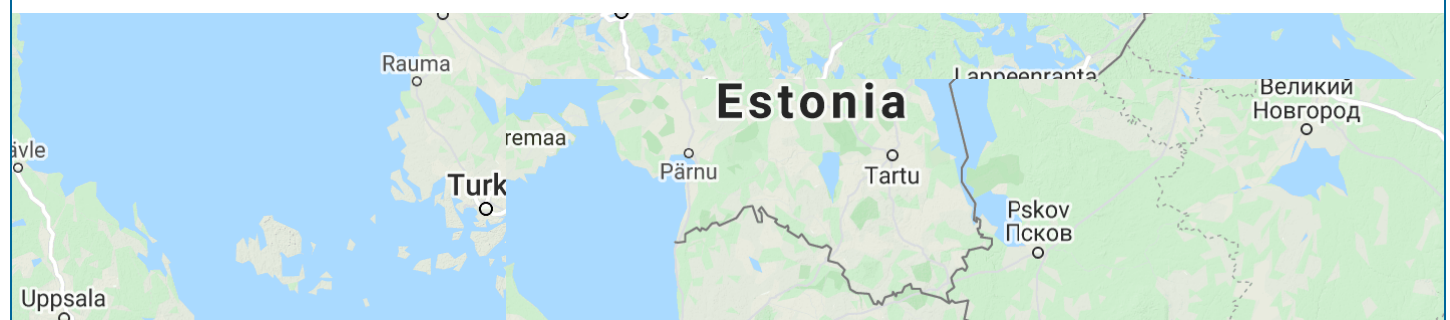 Rauma
Lappeenranta
Estonia
Великий
Новгород
remaa
ävle
Pärnu
Tartu
Turk
Pskov
Псков
Uppsala